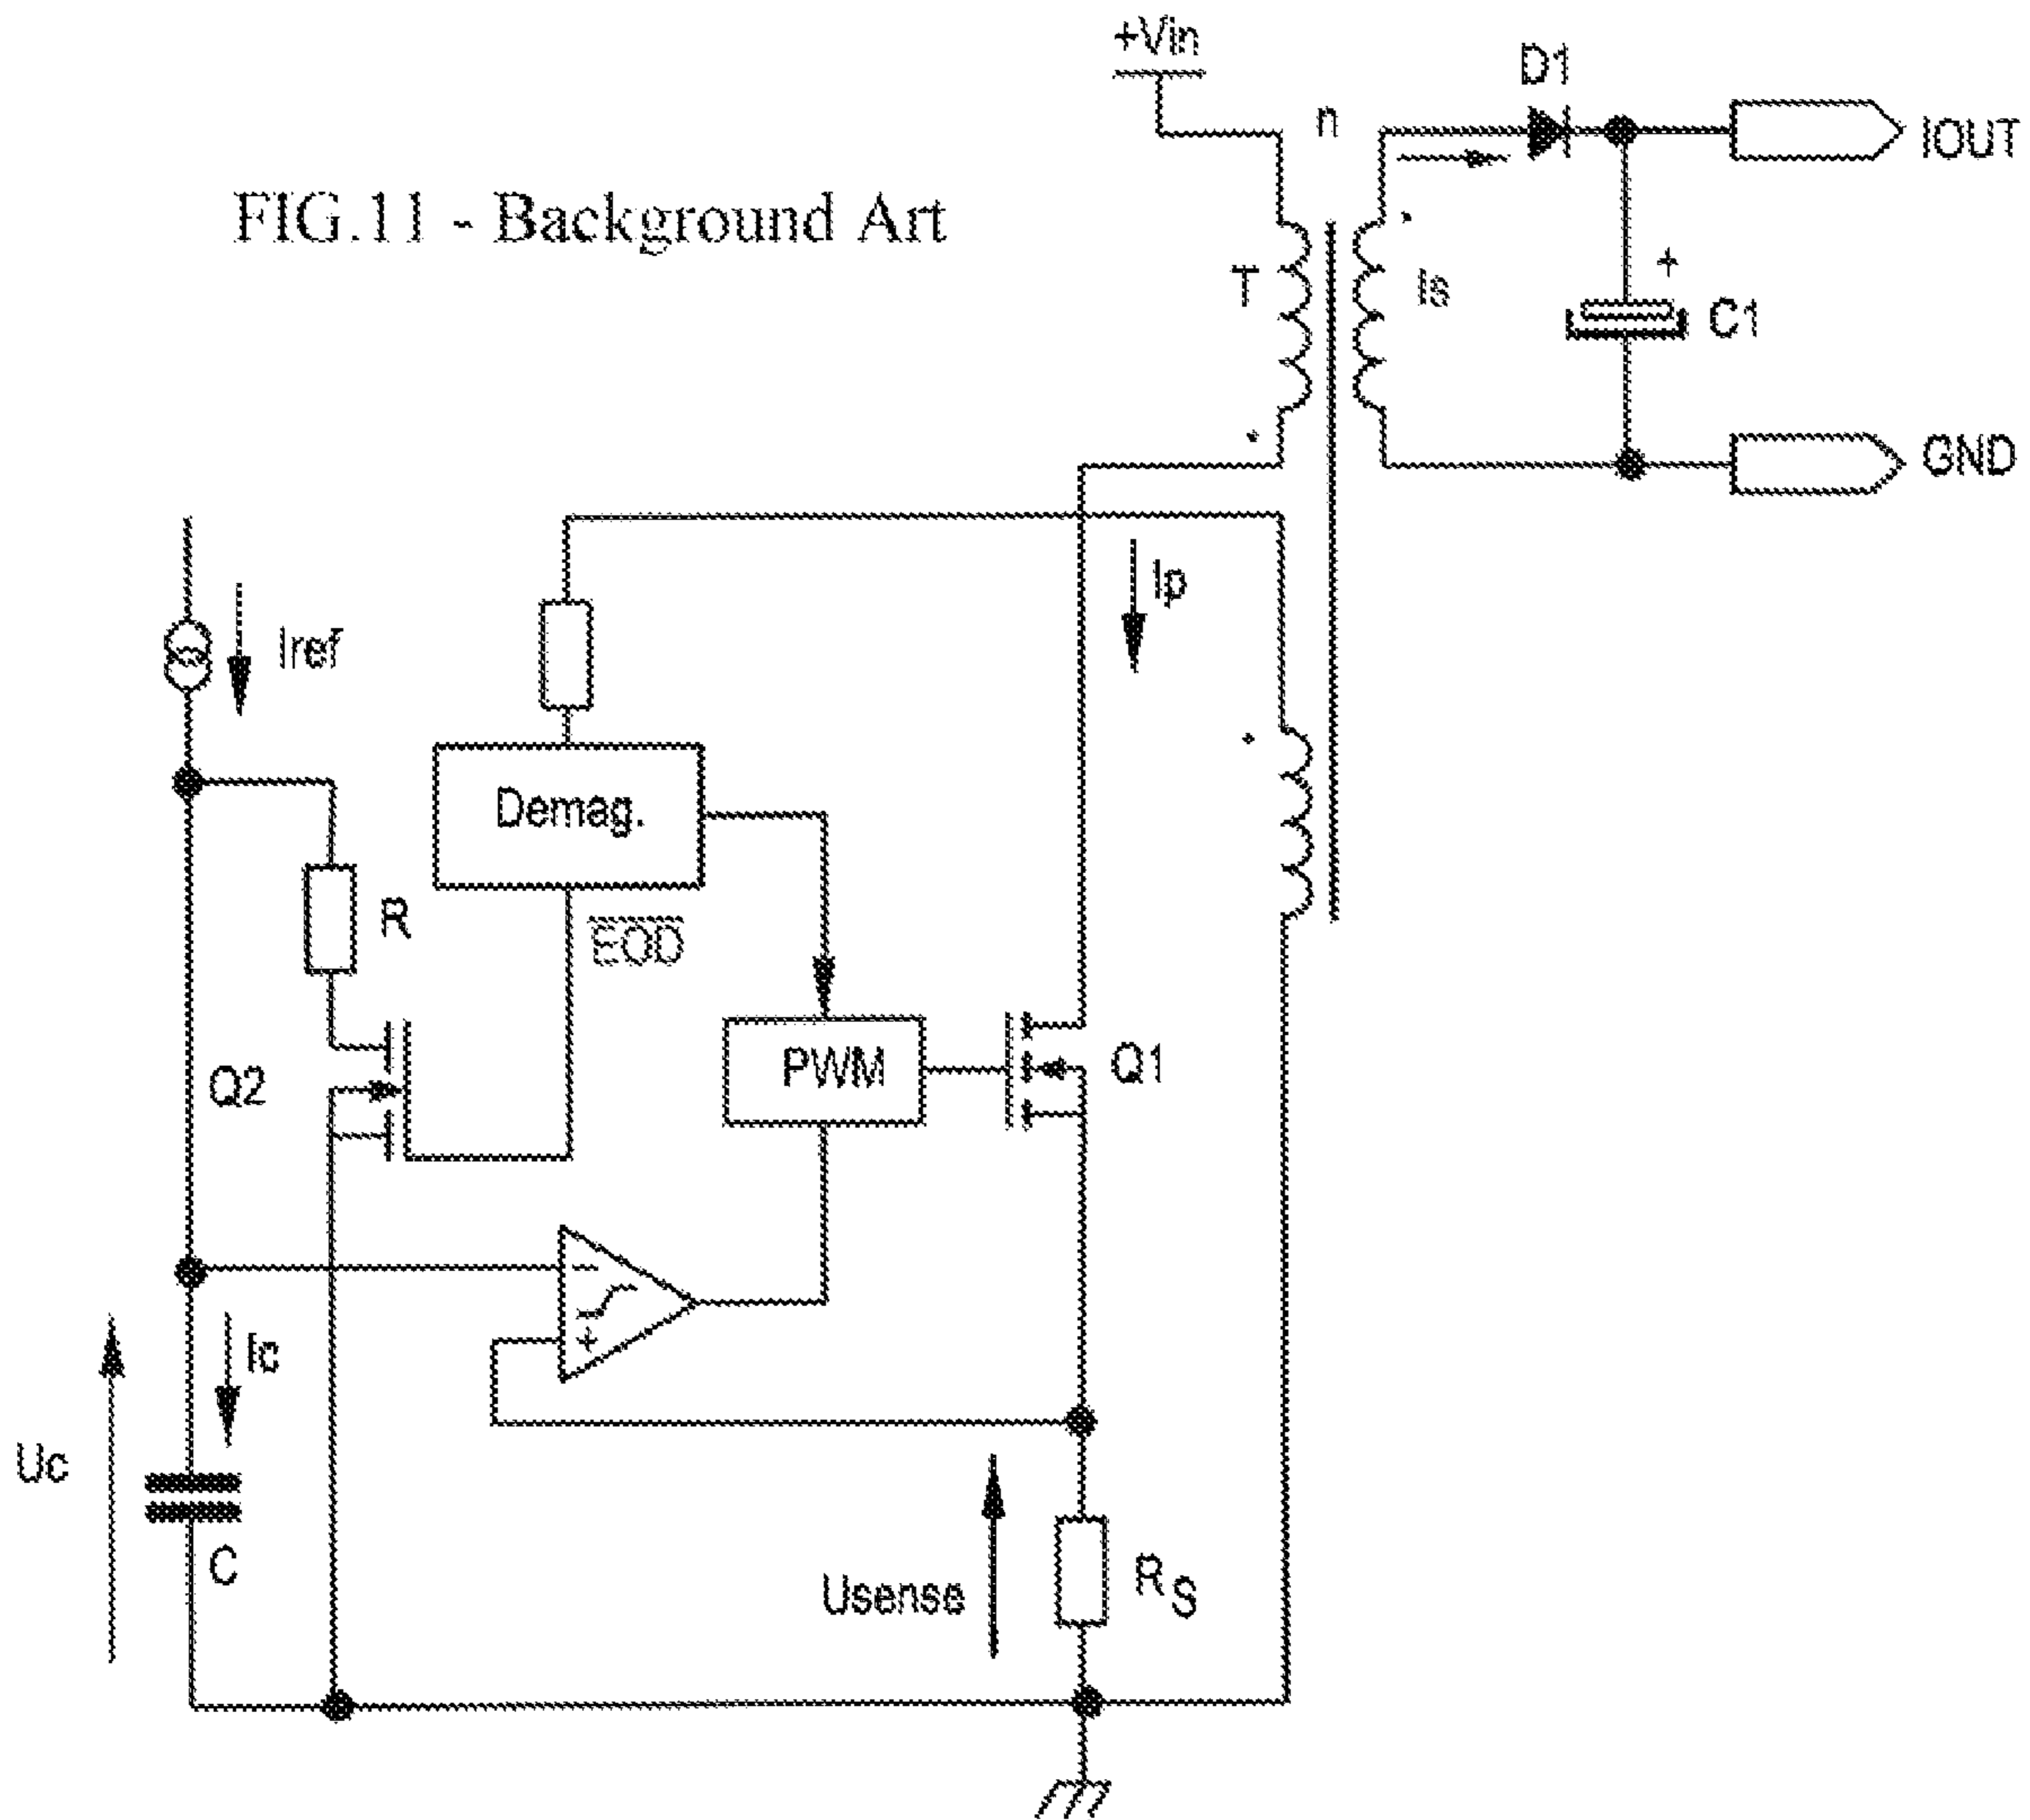 +Vin
D1
n
IOUT
FIG.11 - Background Art
T
Is
+
C1
GND
Ip
Iref
Demag.
R
EOD
PWM
Q1
Q2
-
+
Ic
Uc
C
Usense
RS